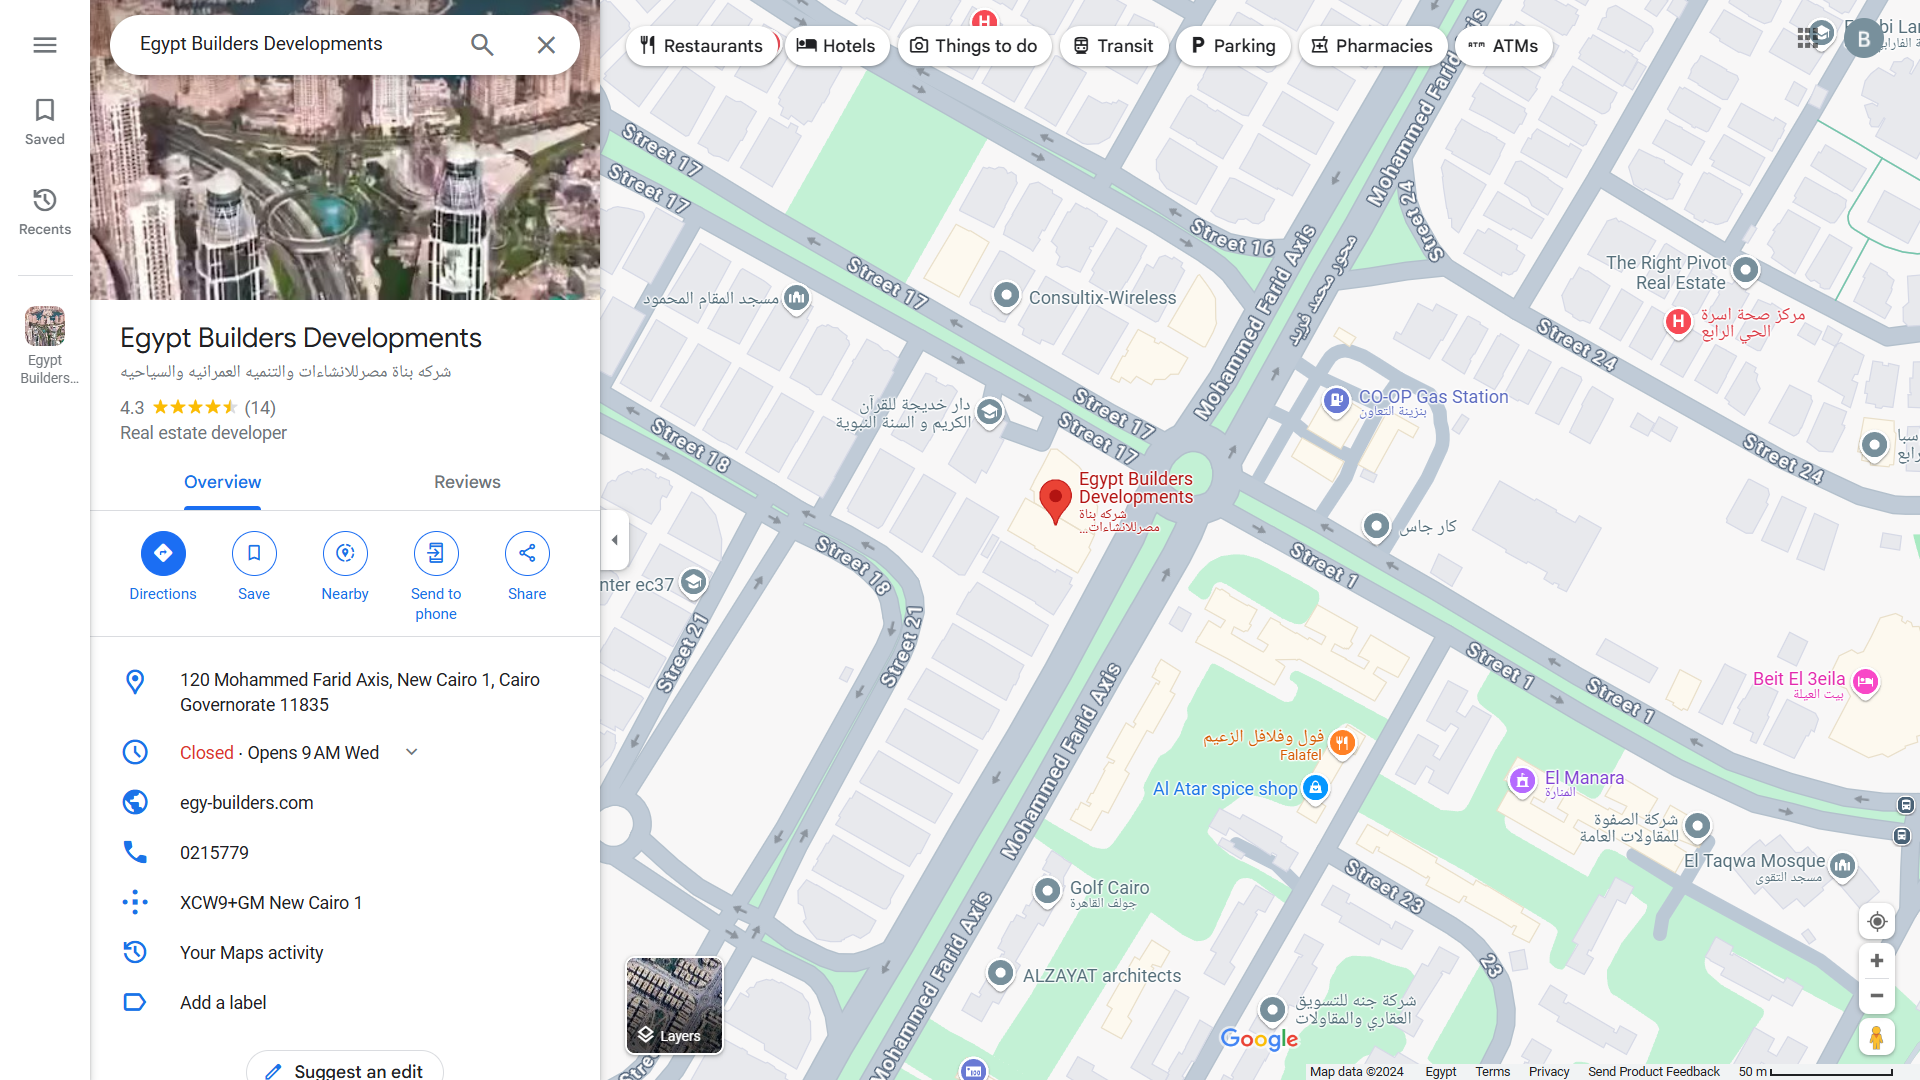 Egypt Builders Developments
Saved
Recents
Egypt
Builders...
Egypt Builders Developments
شركه بناة مصرللانشاءات والتنميه العمرانيه والسياحيه
4.3
(14)
Real estate developer
Overview
Reviews
Directions
Save
Nearby
Send to
phone
Share
120 Mohammed Farid Axis, New Cairo 1, Cairo
Governorate 11835
Closed · Opens 9 AM Wed
egy-builders.com
0215779
XCW9+GM New Cairo 1
Your Maps activity
Add a label
Suggest an edit
Restaurants
Hotels
Things to do
Transit
P Parking
Pharmacies
ATM ATMs
B
H
Street 17
Street 17
Street 16
Mohammed Farid Axis
Street 24
Mohammed Farid Axis
محور محمد فريد
The Right Pivot
Real Estate
H
مركز صحة اسرة
الحي الرابع
مسجد المقام المحمود
Street 17
Consultix-Wireless
Street 24
CO-OP Gas Station
بنزينة التعاون
دار خديجة للقرآن
الكريم و السنة النبوية
Street 17
Street 17
Street 18
Street 24
Egypt Builders
Developments
شركه بناة
مصرللانشاءات...
كار جاس
Street 18
Street 1
nter ec37
Street 21
Street 21
Street 1
Street 1
Beit El 3eila
بيت العيلة
Mohammed Farid Axis
فول وفلافل الزعيم
Falafel
Al Atar spice shop
El Manara
المنارة
شركة الصفوة
للمقاولات العامة
El Taqwa Mosque
مسجد التقوى
Golf Cairo
جولف القاهرة
Street 23
Mohammed Farid Axis
23
ALZAYAT architects
شركة جنه للتسويق
العقاري والمقاولات
Layers
Google
Map data ©2024
Egypt
Terms
Privacy
Send Product Feedback
50 m